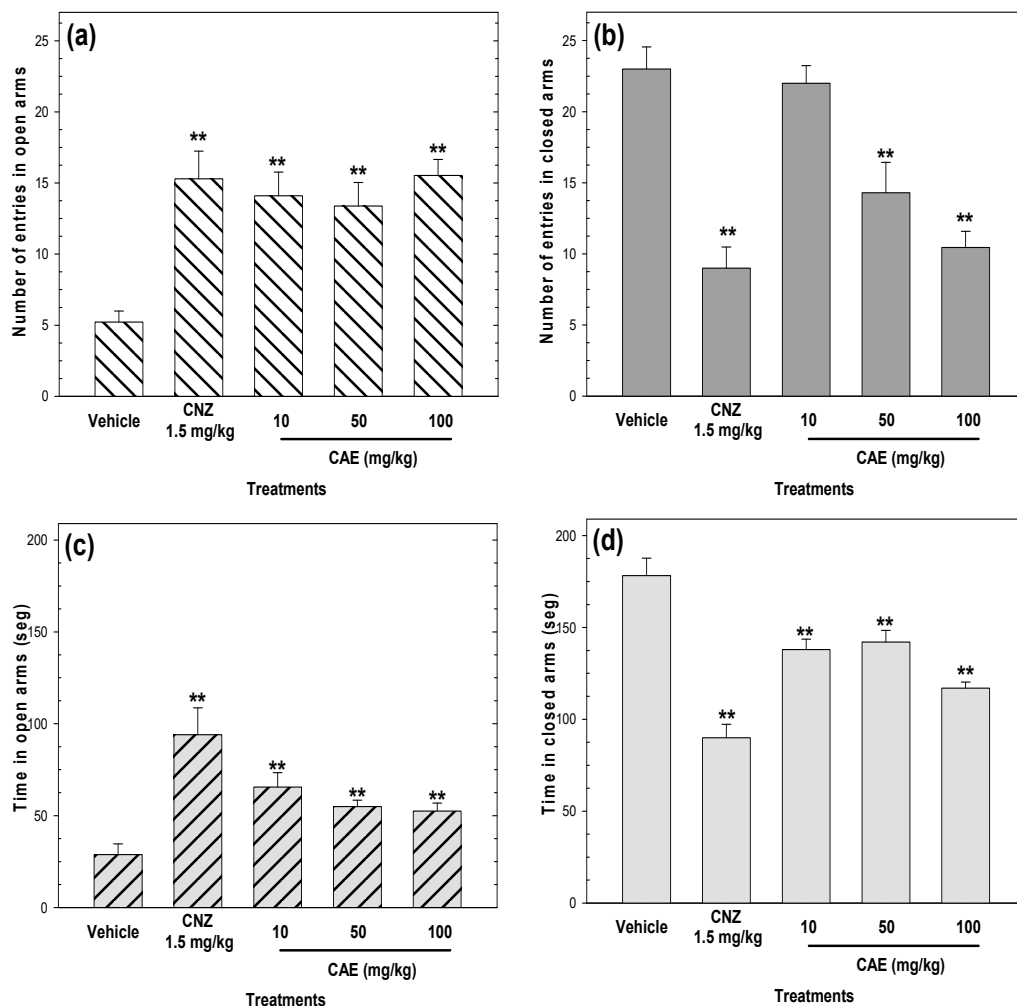 (a)
Number of entries in open arms
25
20
15
10
5
0
**
**
**
**
Vehicle
CNZ
1.5 mg/kg
10
50
100
CAE (mg/kg)
Treatments
(b)
Number of entries in closed arms
25
20
15
10
5
0
**
**
**
Vehicle
CNZ
1.5 mg/kg
10
50
100
CAE (mg/kg)
Treatments
(c)
Time in open arms (seg)
200
150
100
50
0
**
**
**
**
Vehicle
CNZ
1.5 mg/kg
10
50
100
CAE (mg/kg)
Treatments
(d)
Time in closed arms (seg)
200
150
100
50
0
**
**
**
**
Vehicle
CNZ
1.5 mg/kg
10
50
100
CAE (mg/kg)
Treatments